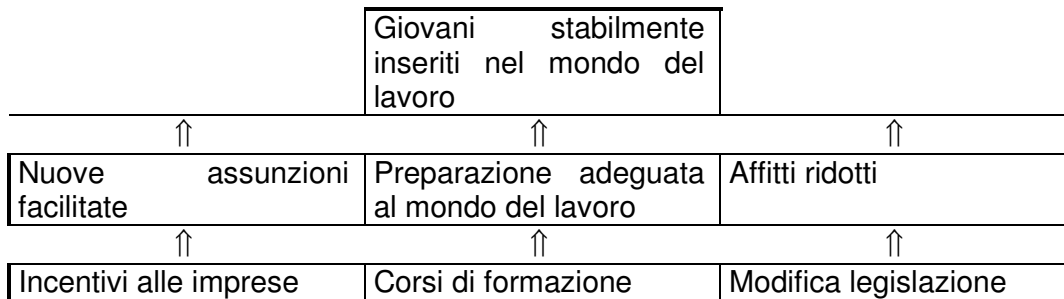 Giovani stabilmente
inseriti nel mondo del
lavoro
⇑ ⇑ ⇑
Nuove assunzioni
facilitate
Preparazione adeguata
al mondo del lavoro
Affitti ridotti
⇑ ⇑ ⇑
Incentivi alle imprese
Corsi di formazione
Modifica legislazione